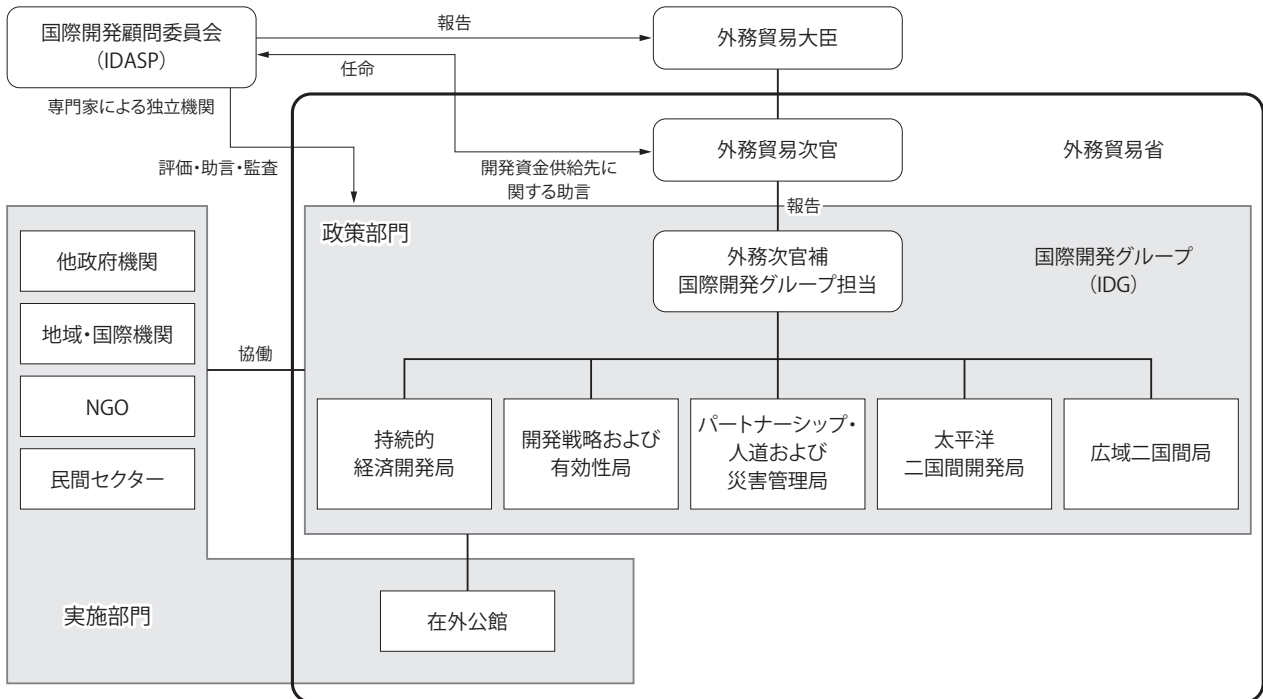 国際開発顧問委員会
（IDASP）
報告
外務貿易大臣
任命
専門家による独立機関
外務貿易次官
外務貿易省
評価・助言・監査
開発資金供給先に
関する助言
報告
政策部門
外務次官補
国際開発グループ担当
国際開発グループ
（IDG）
他政府機関
地域・国際機関
NGO
民間セクター
協働
持続的
経済開発局
開発戦略および
有効性局
パートナーシップ・
人道および
災害管理局
太平洋
二国間開発局
広域二国間局
実施部門
在外公館